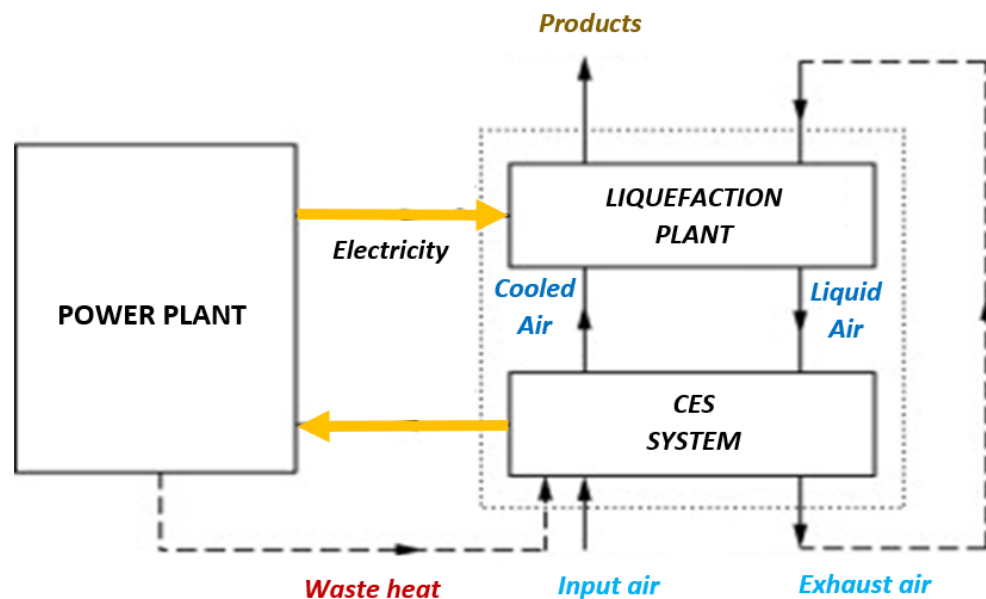 Products
LIQUEFACTION
PLANT
Electricity
Cooled
Air
Liquid
Air
POWER PLANT
CES
SYSTEM
Waste heat
Input air
Exhaust air